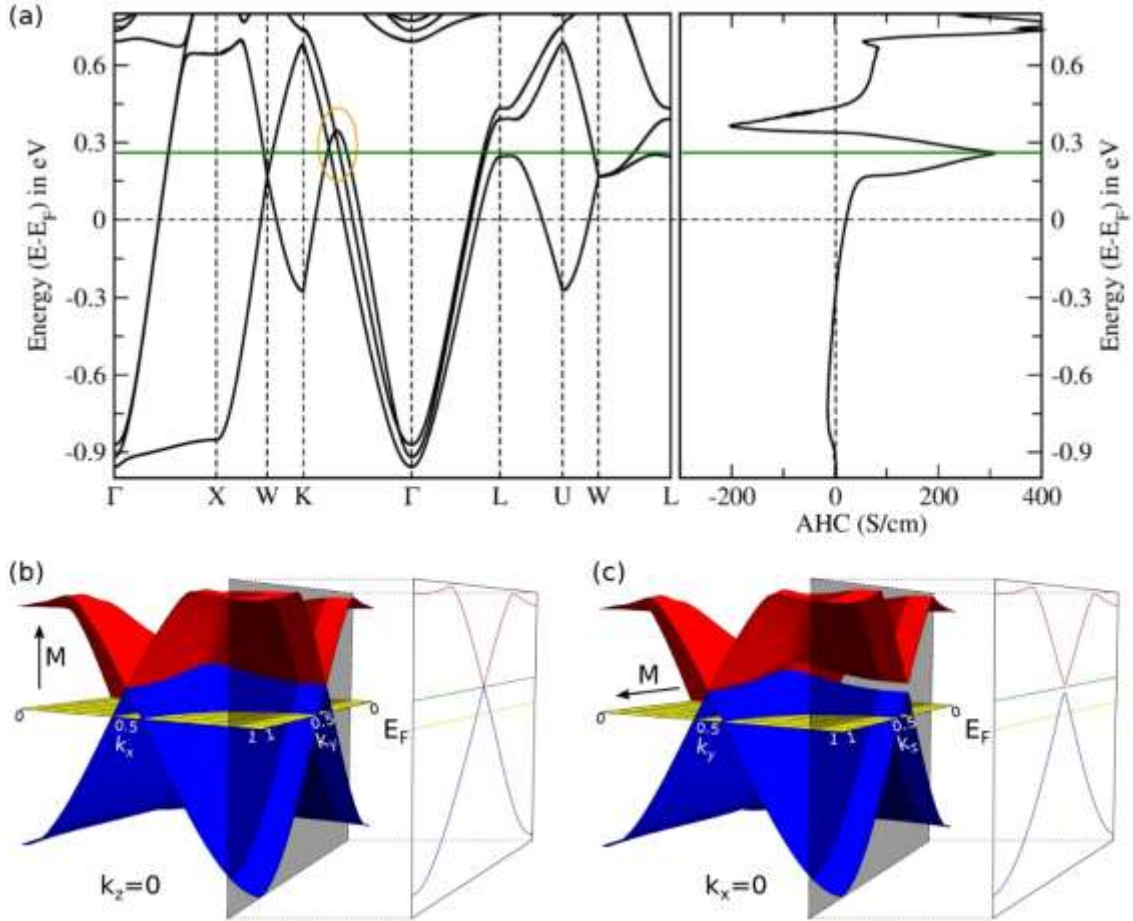 (a)
Energy (E-E_F) in eV
0.6
0.3
0
-0.3
-0.6
-0.9
Γ X W K Γ L U W L
0.6
0.3
0
-0.3
-0.6
-0.9
Energy (E-E_F) in eV
-200 0 200 400
AHC (S/cm)
(b)
M
0
0.5
k_x
1 1
0.5
k_y
0
E_F
k_z=0
(c)
M
0
0.5
k_y
1 1
0.5
0
E_F
k_x=0